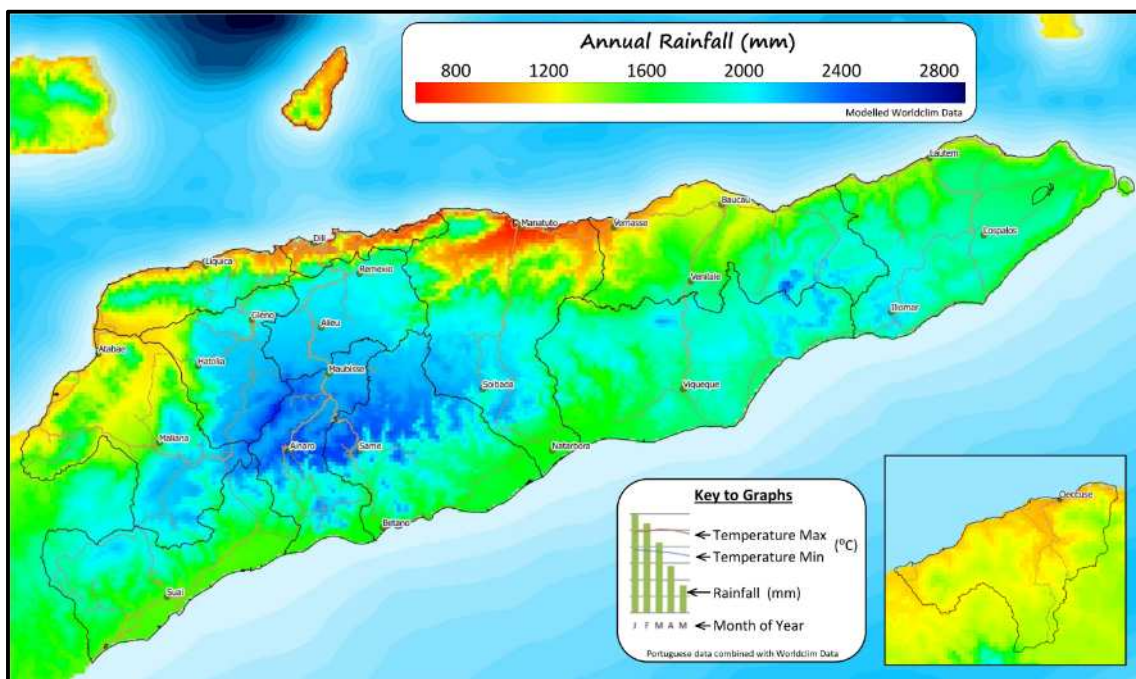 Annual Rainfall (mm)
800 1200 1600 2000 2400 2800
Modelled Worldclim Data
Lautem
Baucau
Manatuto
Vemasse
Dili
Lospalos
Liquica
Remexio
Venilale
Iliomar
Gleno
Aileu
Atabae
Hatolia
Maubisse
Soibada
Viqueque
Maliana
Ainaro
Same
Natarbora
Betano
Suai
Oeccuse
Key to Graphs
Temperature Max
(°C)
Temperature Min
Rainfall (mm)
J F M A M
Month of Year
Portuguese data combined with Worldclim Data